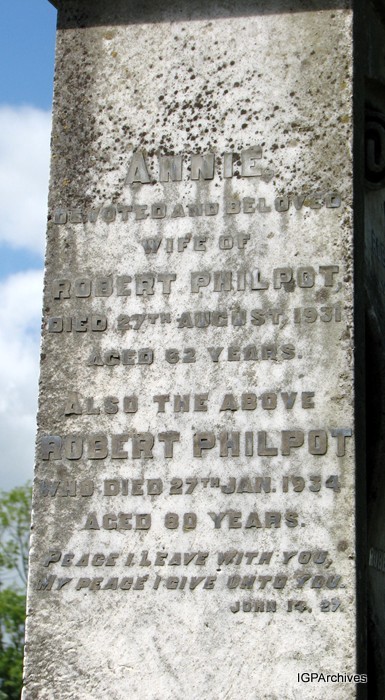 ANNIE,
DEVOTED AND BELOVED
WIFE OF
ROBERT PHILPOT,
DIED 27TH AUGUST, 1931
AGED 62 YEARS.
ALSO THE ABOVE
ROBERT PHILPOT
WHO DIED 27TH JAN. 1934
AGED 80 YEARS.
PEACE I LEAVE WITH YOU,
MY PEACE I GIVE UNTO YOU.
JOHN 14, 27.
IGPArchives